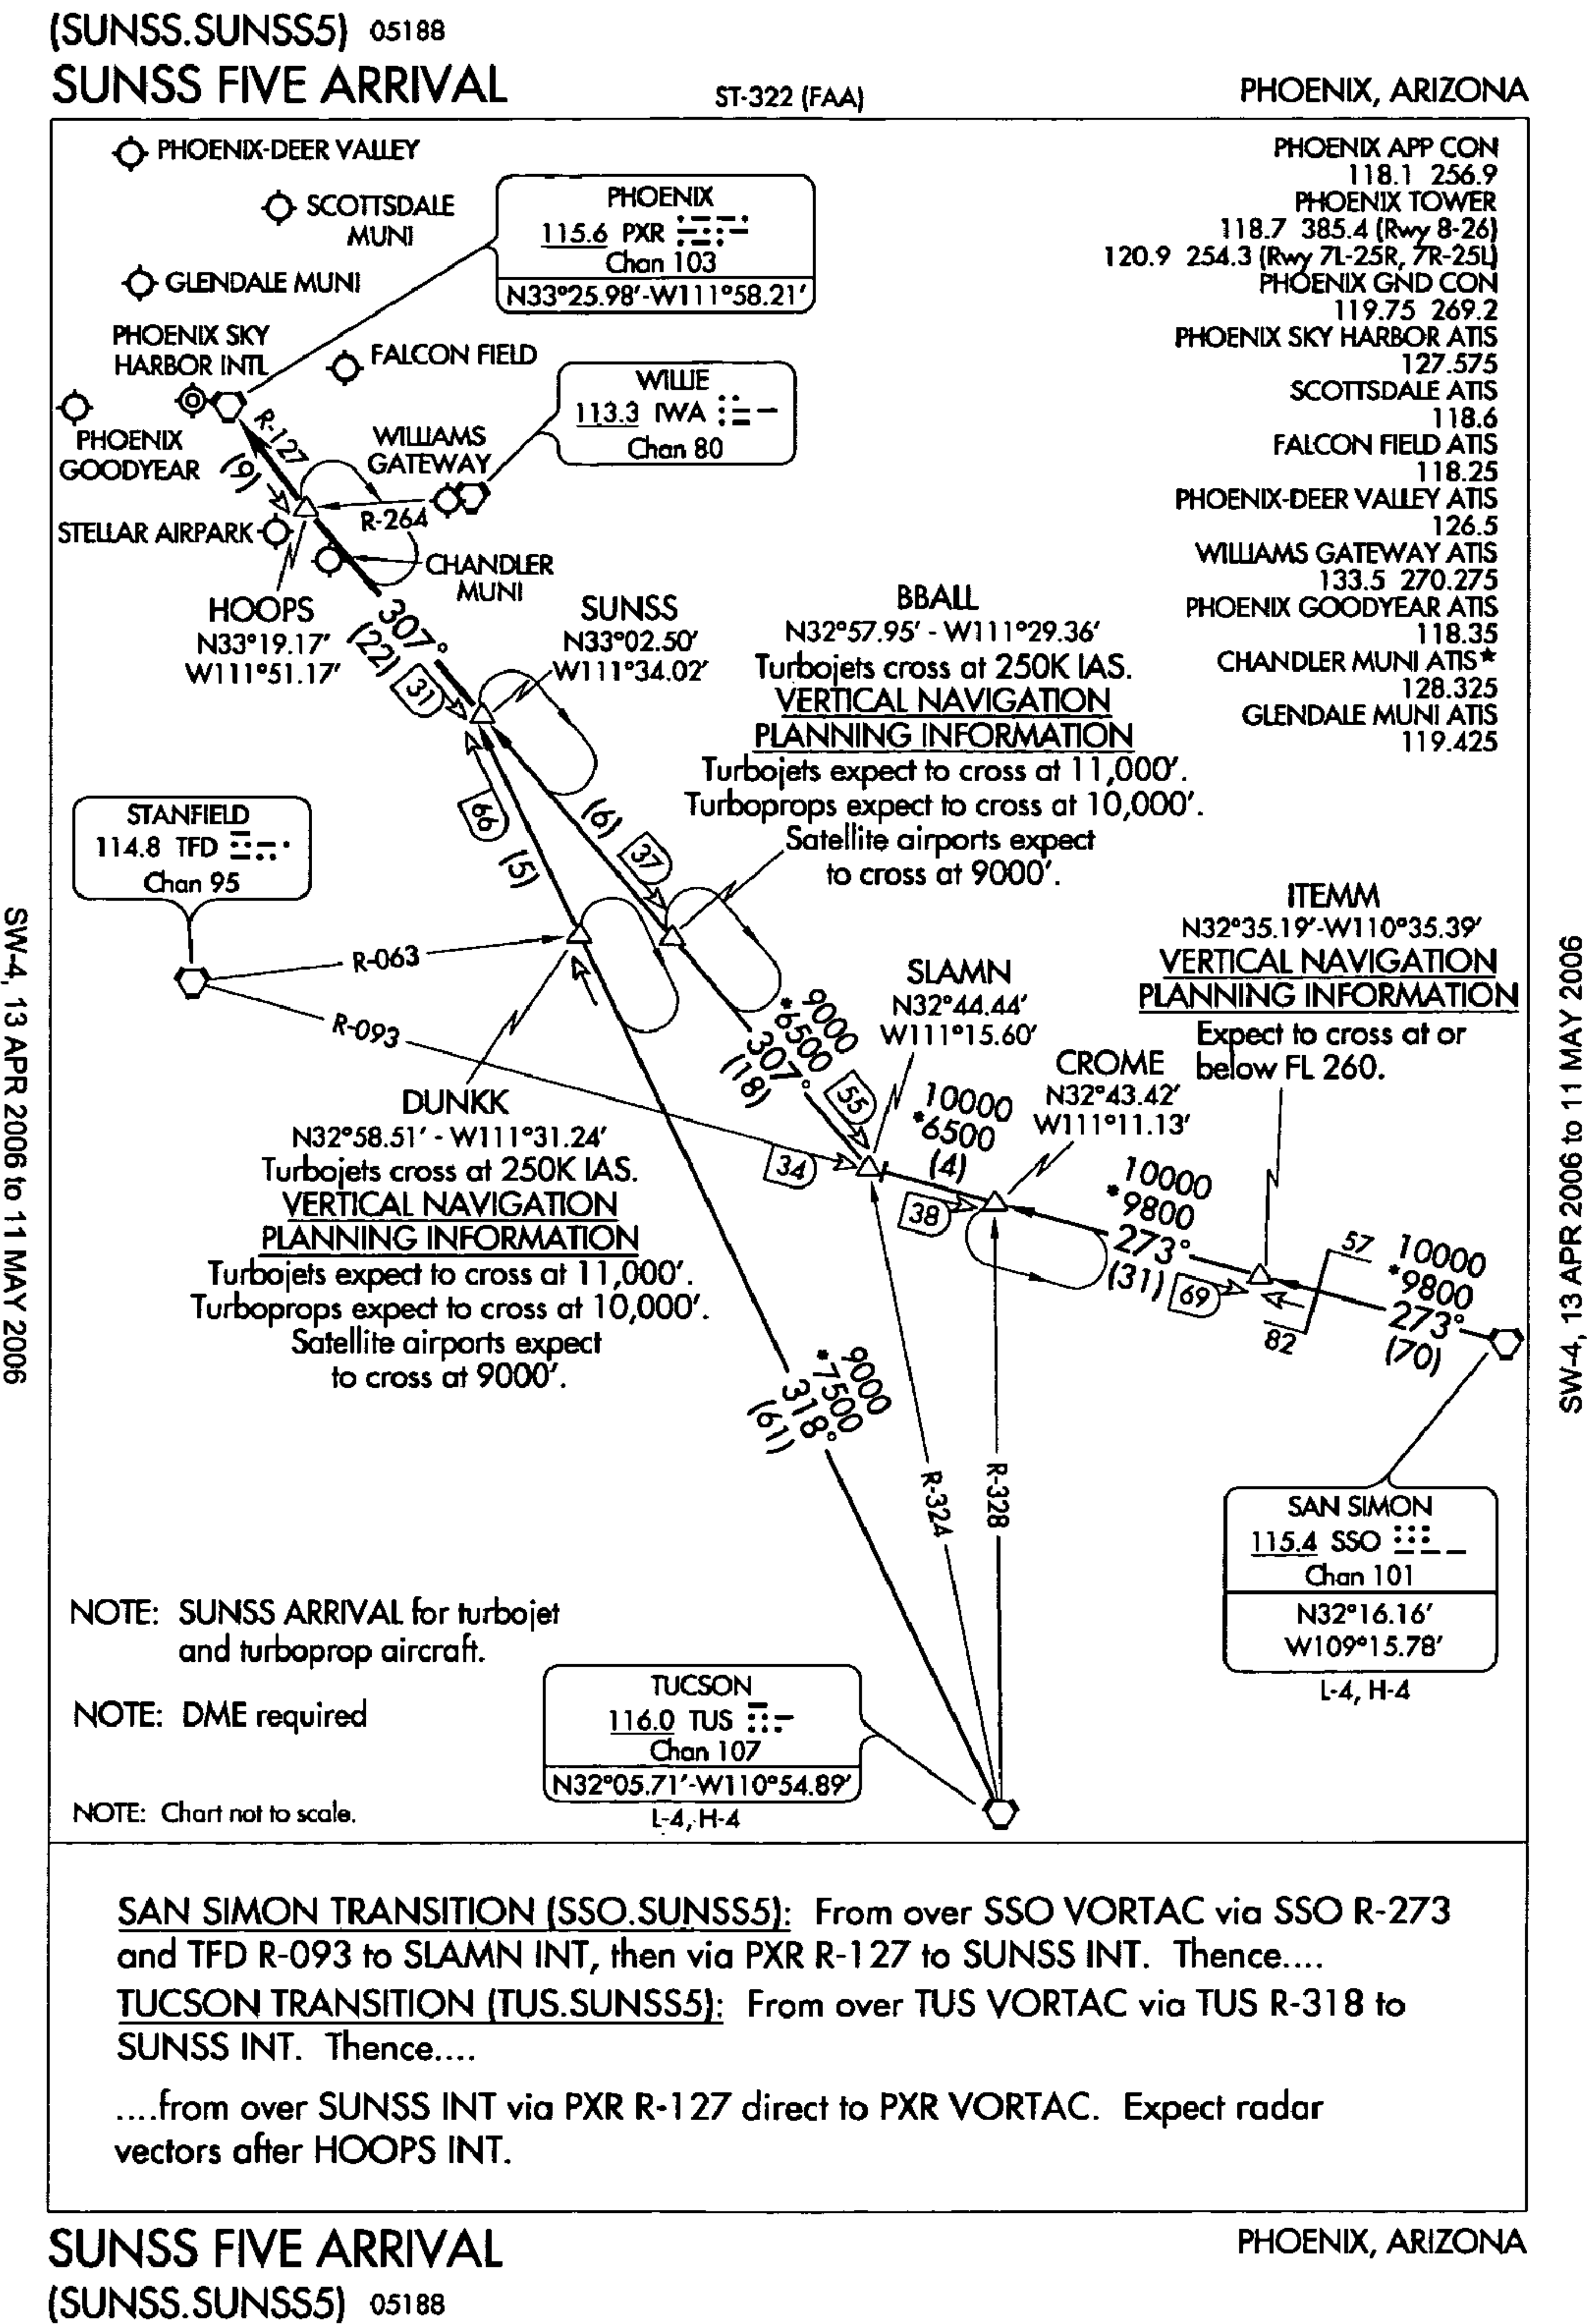 (SUNSS.SUNSS5) 05188
SUNSS FIVE ARRIVAL
ST-322 (FAA)
PHOENIX, ARIZONA
PHOENIX-DEER VALLEY
SCOTTSDALE
MUNI
GLENDALE MUNI
PHOENIX SKY
HARBOR INTL
FALCON FIELD
PHOENIX
GOODYEAR
STELLAR AIRPARK
WILLIAMS
GATEWAY
CHANDLER
MUNI
PHOENIX
115.6 PXR
Chan 103
N33°25.98'-W111°58.21'
WILLIE
113.3 IWA
Chan 80
PHOENIX APP CON
118.1 256.9
PHOENIX TOWER
118.7 385.4 (Rwy 8-26)
120.9 254.3 (Rwy 7L-25R, 7R-25L)
PHOENIX GND CON
119.75 269.2
PHOENIX SKY HARBOR ATIS
127.575
SCOTTSDALE ATIS
118.6
FALCON FIELD ATIS
118.25
PHOENIX-DEER VALLEY ATIS
126.5
WILLIAMS GATEWAY ATIS
133.5 270.275
PHOENIX GOODYEAR ATIS
118.35
CHANDLER MUNI ATIS★
128.325
GLENDALE MUNI ATIS
119.425
R-127
(9)
R-264
HOOPS
N33°19.17'
W111°51.17'
307°
(22)
31
SUNSS
N33°02.50'
W111°34.02'
BBALL
N32°57.95' - W111°29.36'
Turbojets cross at 250K IAS.
VERTICAL NAVIGATION
PLANNING INFORMATION
Turbojets expect to cross at 11,000'.
Turboprops expect to cross at 10,000'.
Satellite airports expect
to cross at 9000'.
66
(5)
(6)
37
STANFIELD
114.8 TFD
Chan 95
R-063
R-093
DUNKK
N32°58.51' - W111°31.24'
Turbojets cross at 250K IAS.
VERTICAL NAVIGATION
PLANNING INFORMATION
Turbojets expect to cross at 11,000'.
Turboprops expect to cross at 10,000'.
Satellite airports expect
to cross at 9000'.
9000
*6500
307°
(18)
55
SLAMN
N32°44.44'
W111°15.60'
34
10000
*6500
(4)
38
CROME
N32°43.42'
W111°11.13'
ITEMM
N32°35.19'-W110°35.39'
VERTICAL NAVIGATION
PLANNING INFORMATION
Expect to cross at or
below FL 260.
10000
*9800
273°
(31)
69
57
82
10000
*9800
273°
(70)
9000
*7500
318°
(61)
R-324
R-328
SAN SIMON
115.4 SSO
Chan 101
N32°16.16'
W109°15.78'
L-4, H-4
NOTE: SUNSS ARRIVAL for turbojet
and turboprop aircraft.
NOTE: DME required
NOTE: Chart not to scale.
TUCSON
116.0 TUS
Chan 107
N32°05.71'-W110°54.89'
L-4, H-4
SAN SIMON TRANSITION (SSO.SUNSS5): From over SSO VORTAC via SSO R-273
and TFD R-093 to SLAMN INT, then via PXR R-127 to SUNSS INT. Thence....
TUCSON TRANSITION (TUS.SUNSS5): From over TUS VORTAC via TUS R-318 to
SUNSS INT. Thence....
....from over SUNSS INT via PXR R-127 direct to PXR VORTAC. Expect radar
vectors after HOOPS INT.
SUNSS FIVE ARRIVAL
(SUNSS.SUNSS5) 05188
PHOENIX, ARIZONA
SW-4, 13 APR 2006 to 11 MAY 2006
SW-4, 13 APR 2006 to 11 MAY 2006